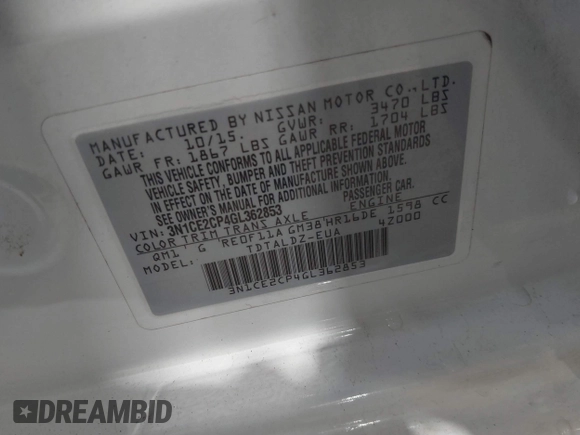 MANUFACTURED BY NISSAN MOTOR CO.,LTD.
DATE: 10/15. GVWR: 3470 LBS
GAWR FR: 1867 LBS GAWR RR: 1704 LBS
THIS VEHICLE CONFORMS TO ALL APPLICABLE FEDERAL MOTOR
VEHICLE SAFETY, BUMPER AND THEFT PREVENTION STANDARDS
IN EFFECT ON THE DATE OF MANUFACTURE SHOWN ABOVE.
SEE OWNER'S MANUAL FOR ADDITIONAL INFORMATION.
VIN: 3N1CE2CP4GL362853 PASSENGER CAR.
COLOR TRIM TRANS AXLE ENGINE
QM1 G RE0F11A GM38 HR16DE 1598 CC
MODEL: TDTALDZ-EUA 4Z000
3N1CE2CP4GL362853
DREAMBID